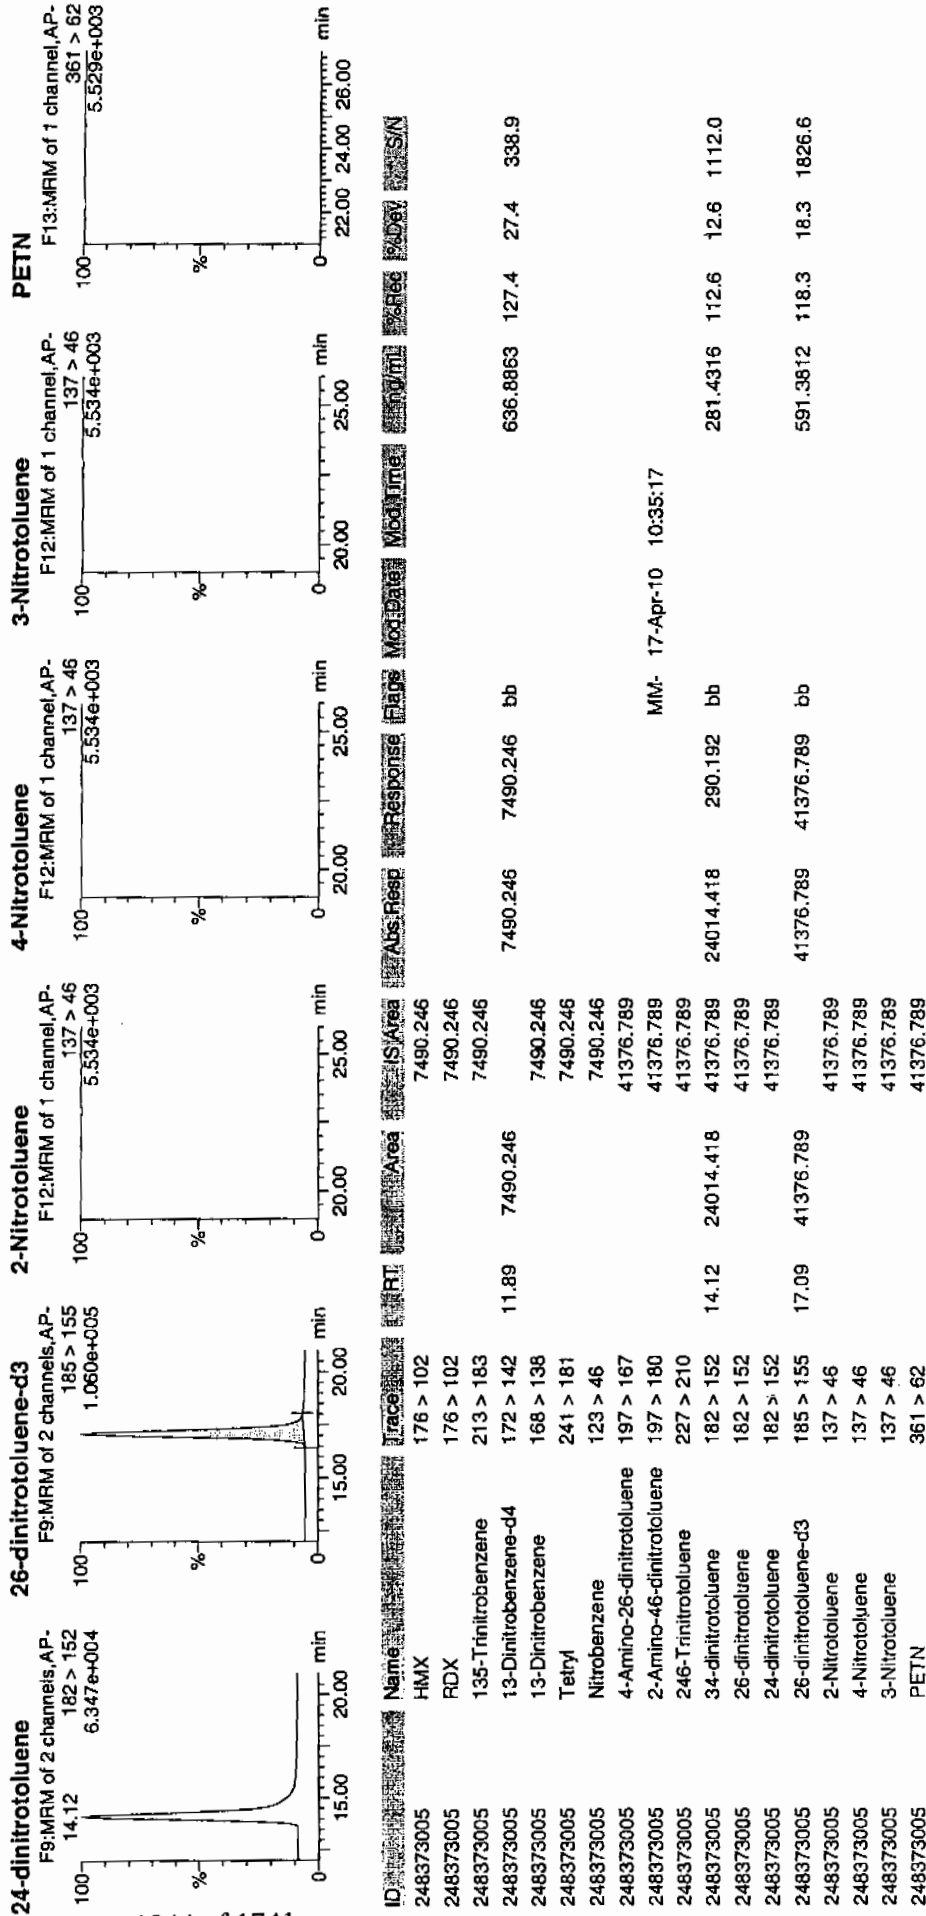 24-dinitrotoluene
F9:MRM of 2 channels,AP-
14.12 182 > 152
6.347e+004
100
%
0
15.00 20.00 min
26-dinitrotoluene-d3
F9:MRM of 2 channels,AP-
185 > 155
1.060e+005
100
%
0
15.00 20.00 min
2-Nitrotoluene
F12:MRM of 1 channel,AP-
137 > 46
5.534e+003
100
%
0
20.00 25.00 min
4-Nitrotoluene
F12:MRM of 1 channel,AP-
137 > 46
5.534e+003
100
%
0
20.00 25.00 min
3-Nitrotoluene
F12:MRM of 1 channel,AP-
137 > 46
5.534e+003
100
%
0
20.00 25.00 min
PETN
F13:MRM of 1 channel,AP-
361 > 62
5.529e+003
100
%
0
22.00 24.00 26.00 min
ID Name Trace RT Area IS Area Abs.Resp Response Flags Mod.Date Mod.Time ng/mL %Rec %Dev S/N
248373005 HMX 176 > 102 7490.246
248373005 RDX 176 > 102 7490.246
248373005 135-Trinitrobenzene 213 > 183 7490.246
248373005 13-Dinitrobenzene-d4 172 > 142 11.89 7490.246 7490.246 7490.246 bb 636.8863 127.4 27.4 338.9
248373005 13-Dinitrobenzene 168 > 138 7490.246
248373005 Tetryl 241 > 181 7490.246
248373005 Nitrobenzene 123 > 46 7490.246
248373005 4-Amino-26-dinitrotoluene 197 > 167 41376.789
248373005 2-Amino-46-dinitrotoluene 197 > 180 41376.789 MM- 17-Apr-10 10:35:17
248373005 246-Trinitrotoluene 227 > 210 41376.789
248373005 34-dinitrotoluene 182 > 152 14.12 24014.418 41376.789 24014.418 290.192 bb 281.4316 112.6 12.6 1112.0
248373005 26-dinitrotoluene 182 > 152 41376.789
248373005 24-dinitrotoluene 182 > 152 41376.789
248373005 26-dinitrotoluene-d3 185 > 155 17.09 41376.789 41376.789 41376.789 bb 591.3812 118.3 18.3 1826.6
248373005 2-Nitrotoluene 137 > 46 41376.789
248373005 4-Nitrotoluene 137 > 46 41376.789
248373005 3-Nitrotoluene 137 > 46 41376.789
248373005 PETN 361 > 62 41376.789